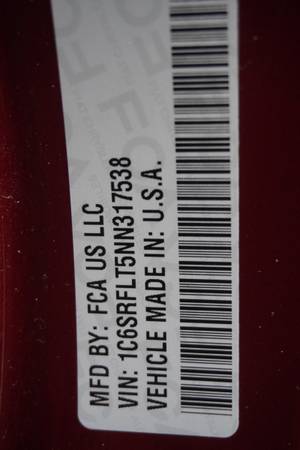 MFD BY: FCA US LLC
VIN: 1C6SRFLT5NN317538
VEHICLE MADE IN: U.S.A.